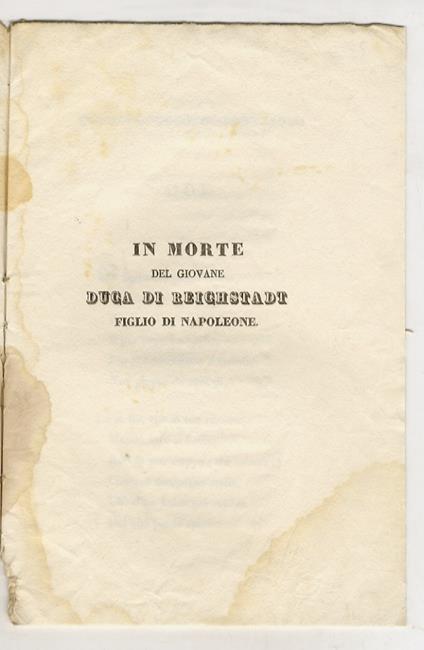 IN MORTE
DEL GIOVANE
DUCA DI REICHSTADT
FIGLIO DI NAPOLEONE.